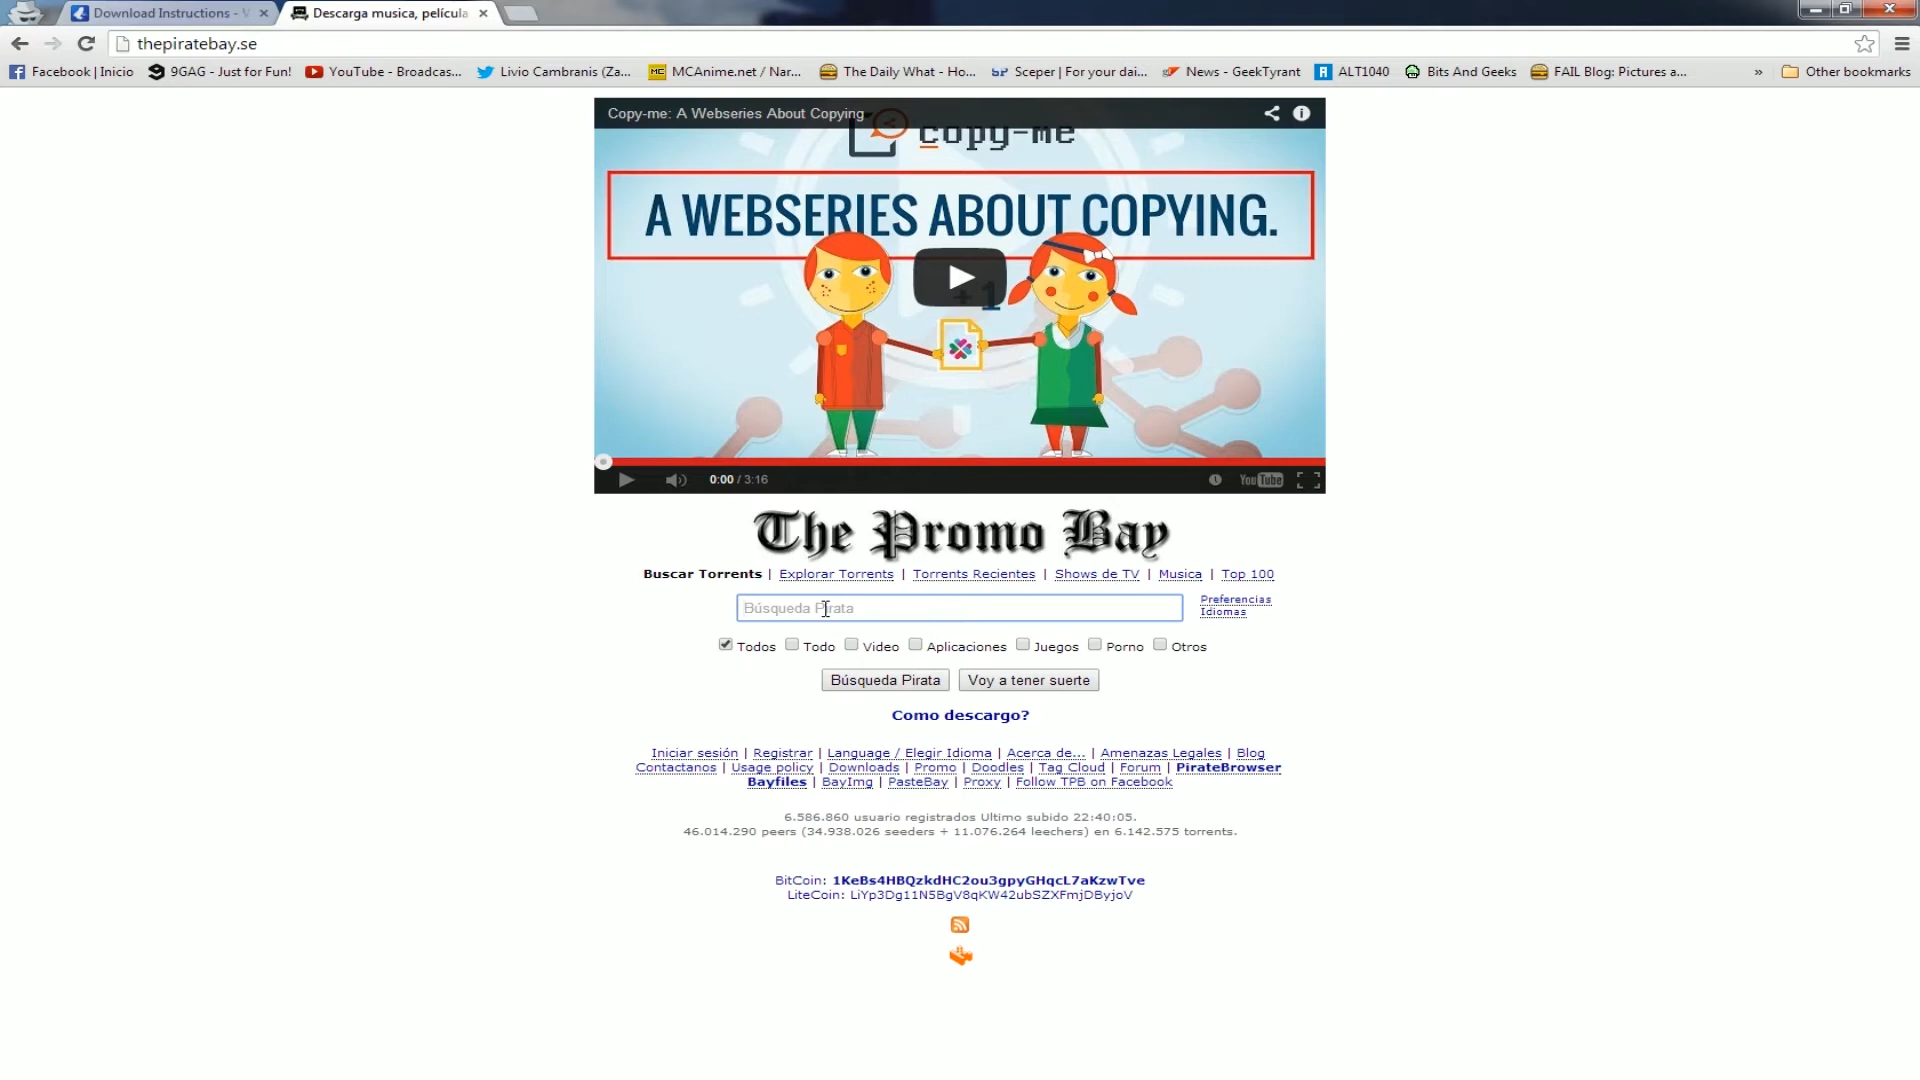 Download Instructions - V
Descarga musica, película
thepiratebay.se
Facebook | Inicio
9GAG - Just for Fun!
YouTube - Broadcas...
Livio Cambranis (Za...
MCAnime.net / Nar...
The Daily What - Ho...
Sceper | For your dai...
News - GeekTyrant
ALT1040
Bits And Geeks
FAIL Blog: Pictures a...
»
Other bookmarks
Copy-me: A Webseries About Copying
copy-me
A WEBSERIES ABOUT COPYING.
+1
0:00 / 3:16
YouTube
The Promo Bay
Buscar Torrents | Explorar Torrents | Torrents Recientes | Shows de TV | Musica | Top 100
Búsqueda Pirata
Preferencias
Idiomas
Todos Todo Video Aplicaciones Juegos Porno Otros
Búsqueda Pirata Voy a tener suerte
Como descargo?
Iniciar sesión | Registrar | Language / Elegir Idioma | Acerca de... | Amenazas Legales | Blog
Contactanos | Usage policy | Downloads | Promo | Doodles | Tag Cloud | Forum | PirateBrowser
Bayfiles | BayImg | PasteBay | Proxy | Follow TPB on Facebook
6.586.860 usuario registrados Ultimo subido 22:40:05.
46.014.290 peers (34.938.026 seeders + 11.076.264 leechers) en 6.142.575 torrents.
BitCoin: 1KeBs4HBQzkdHC2ou3gpyGHqcL7aKzwTve
LiteCoin: LiYp3Dg11N5BgV8qKW42ubSZXFmjDByjoV